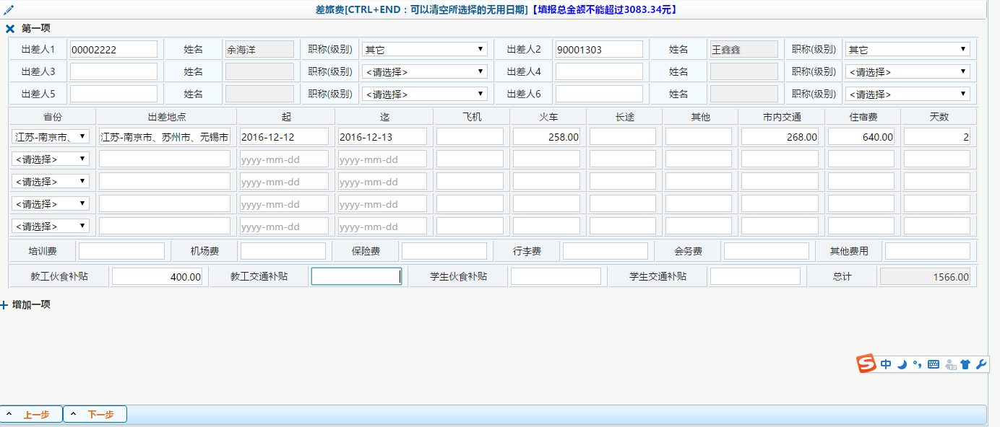 差旅费[CTRL+END：可以清空所选择的无用日期]【填报总金额不能超过3083.34元】
第一项
出差人1 00002222 姓名 余海洋 职称(级别) 其它 出差人2 90001303 姓名 王鑫鑫 职称(级别) 其它
出差人3 姓名 职称(级别) <请选择> 出差人4 姓名 职称(级别) <请选择>
出差人5 姓名 职称(级别) <请选择> 出差人6 姓名 职称(级别) <请选择>
省份 出差地点 起 迄 飞机 火车 长途 其他 市内交通 住宿费 天数
江苏-南京市、 江苏-南京市、苏州市、无锡市 2016-12-12 2016-12-13 258.00 268.00 640.00 2
<请选择> yyyy-mm-dd yyyy-mm-dd
<请选择> yyyy-mm-dd yyyy-mm-dd
<请选择> yyyy-mm-dd yyyy-mm-dd
<请选择> yyyy-mm-dd yyyy-mm-dd
培训费 机场费 保险费 行李费 会务费 其他费用
教工伙食补贴 400.00 教工交通补贴 学生伙食补贴 学生交通补贴 总计 1566.00
增加一项
S 中
上一步 下一步